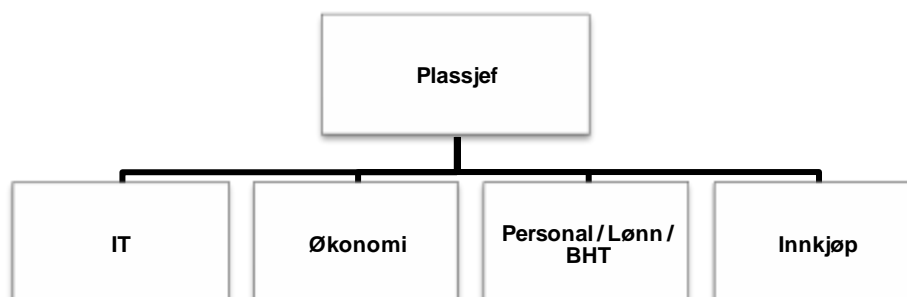 Plassjef
IT
Økonomi
Personal / Lønn /
BHT
Innkjøp